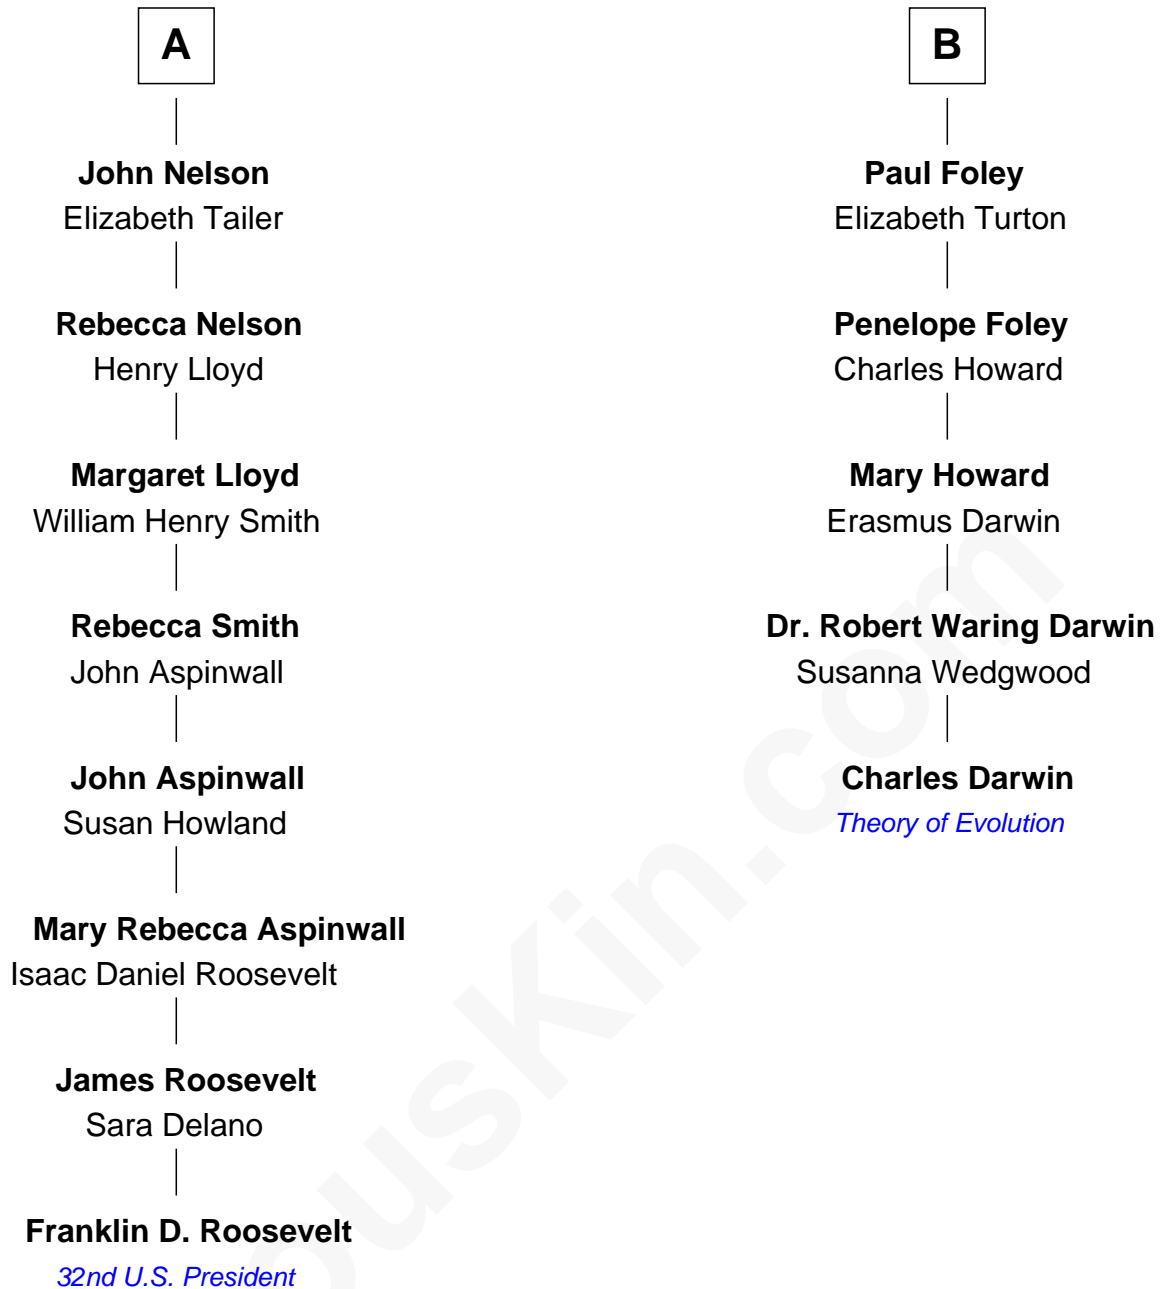 A
John Nelson
Elizabeth Tailer
Rebecca Nelson
Henry Lloyd
Margaret Lloyd
William Henry Smith
Rebecca Smith
John Aspinwall
John Aspinwall
Susan Howland
Mary Rebecca Aspinwall
Isaac Daniel Roosevelt
James Roosevelt
Sara Delano
Franklin D. Roosevelt
32nd U.S. President
B
Paul Foley
Elizabeth Turton
Penelope Foley
Charles Howard
Mary Howard
Erasmus Darwin
Dr. Robert Waring Darwin
Susanna Wedgwood
Charles Darwin
Theory of Evolution
ousKin.com